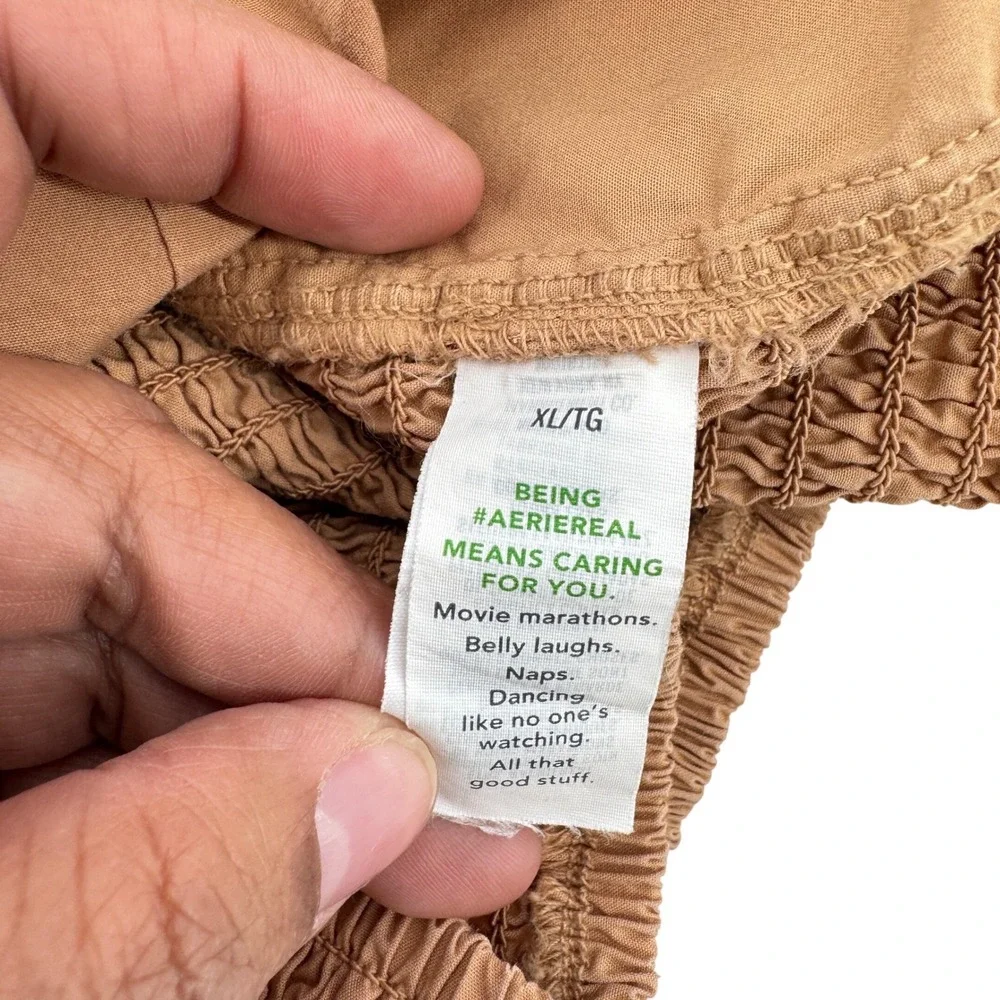 XL/TG
BEING
#AERIEREAL
MEANS CARING
FOR YOU.
Movie marathons.
Belly laughs.
Naps.
Dancing
like no one's
watching.
All that
good stuff.